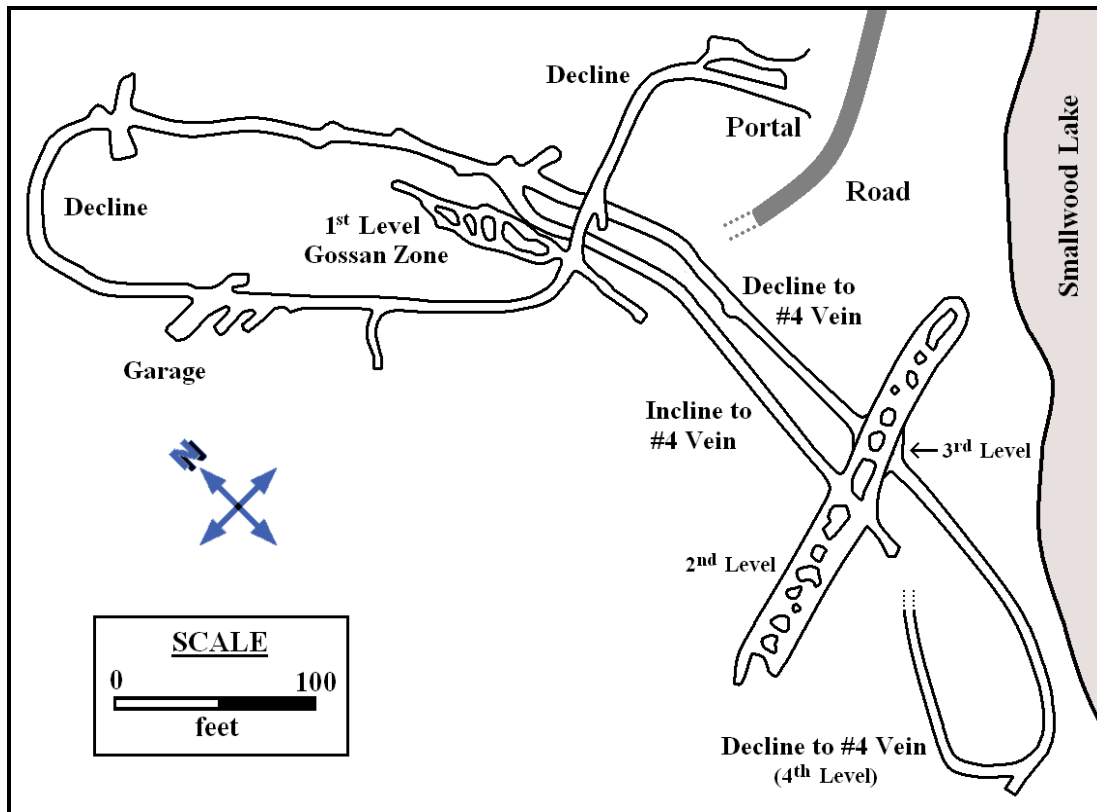 Decline
Portal
Road
Smallwood Lake
Decline
1st Level
Gossan Zone
Decline to
#4 Vein
Garage
Incline to
#4 Vein
← 3rd Level
N
2nd Level
SCALE
0 100
feet
Decline to #4 Vein
(4th Level)